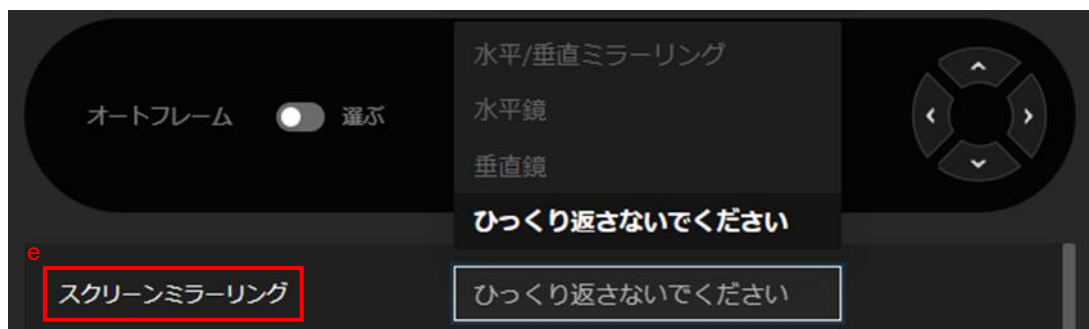 水平/垂直ミラーリング
オートフレーム 選ぶ
水平鏡
垂直鏡
ひっくり返さないでください
e
スクリーンミラーリング ひっくり返さないでください